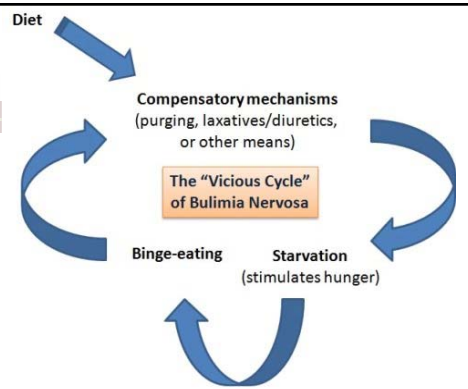 Diet
Compensatory mechanisms
(purging, laxatives/diuretics,
or other means)
The “Vicious Cycle”
of Bulimia Nervosa
Binge-eating
Starvation
(stimulates hunger)